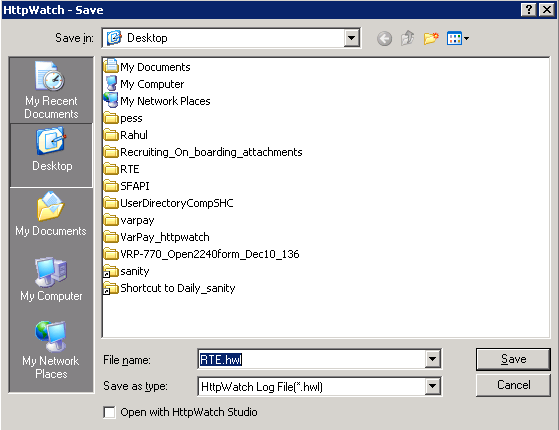 HttpWatch - Save
Save in:
Desktop
My Recent
Documents
Desktop
My Documents
My Computer
My Network
Places
My Documents
My Computer
My Network Places
pess
Rahul
Recruiting_On_boarding_attachments
RTE
SFAPI
UserDirectoryCompSHC
varpay
VarPay_httpwatch
VRP-770_Open2240form_Dec10_136
sanity
Shortcut to Daily_sanity
File name:
RTE.hwl
Save
Save as type:
HttpWatch Log File(*.hwl)
Cancel
Open with HttpWatch Studio